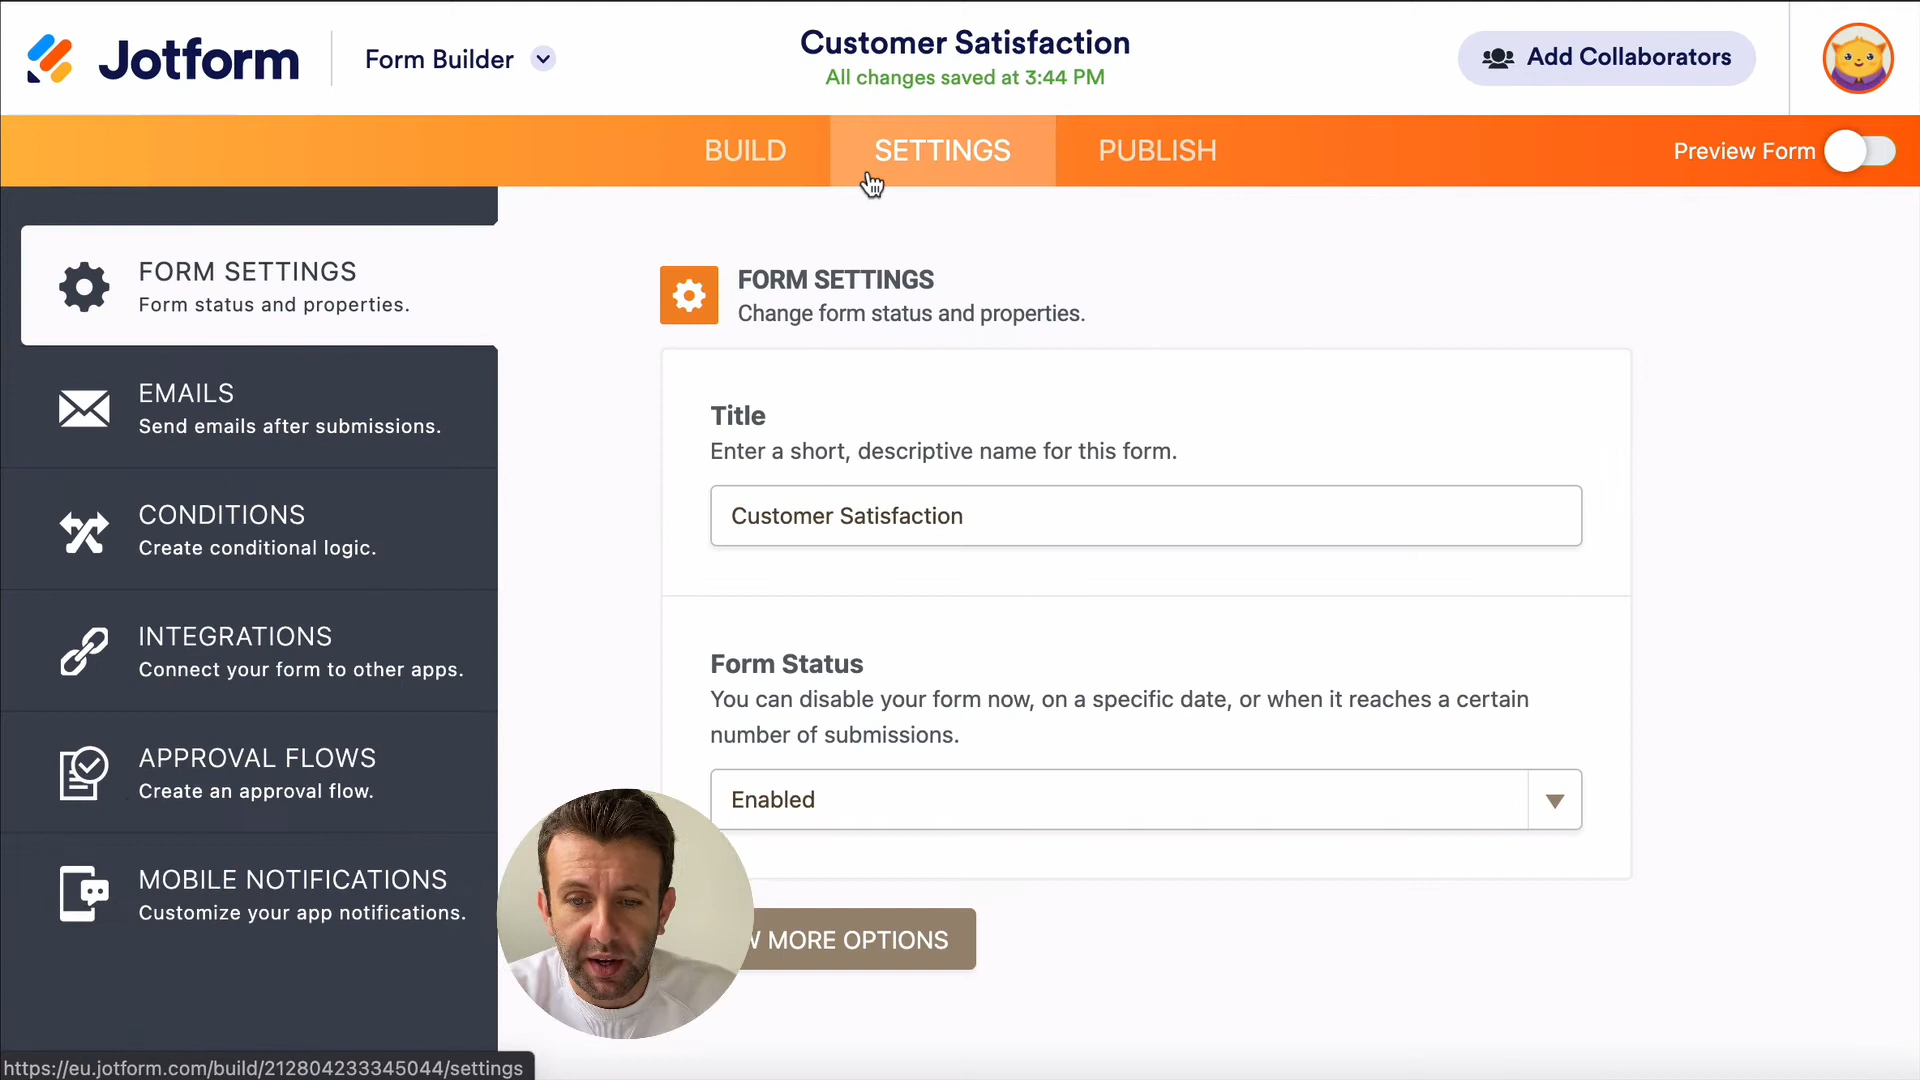 Jotform
Form Builder
Customer Satisfaction
All changes saved at 3:44 PM
Add Collaborators
BUILD
SETTINGS
PUBLISH
Preview Form
FORM SETTINGS
Form status and properties.
EMAILS
Send emails after submissions.
CONDITIONS
Create conditional logic.
INTEGRATIONS
Connect your form to other apps.
APPROVAL FLOWS
Create an approval flow.
MOBILE NOTIFICATIONS
Customize your app notifications.
FORM SETTINGS
Change form status and properties.
Title
Enter a short, descriptive name for this form.
Customer Satisfaction
Form Status
You can disable your form now, on a specific date, or when it reaches a certain
number of submissions.
Enabled
MORE OPTIONS
https://eu.jotform.com/build/212804233345044/settings